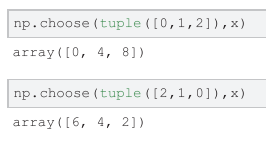 np.choose(tuple([0,1,2]),x)
array([0, 4, 8])
np.choose(tuple([2,1,0]),x)
array([6, 4, 2])